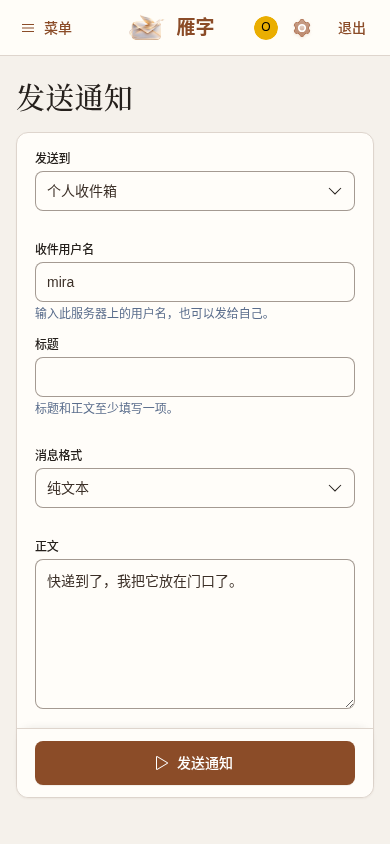 菜单
雁字
O
退出
发送通知
发送到
个人收件箱
收件用户名
mira
输入此服务器上的用户名，也可以发给自己。
标题
标题和正文至少填写一项。
消息格式
纯文本
正文
快递到了，我把它放在门口了。
发送通知